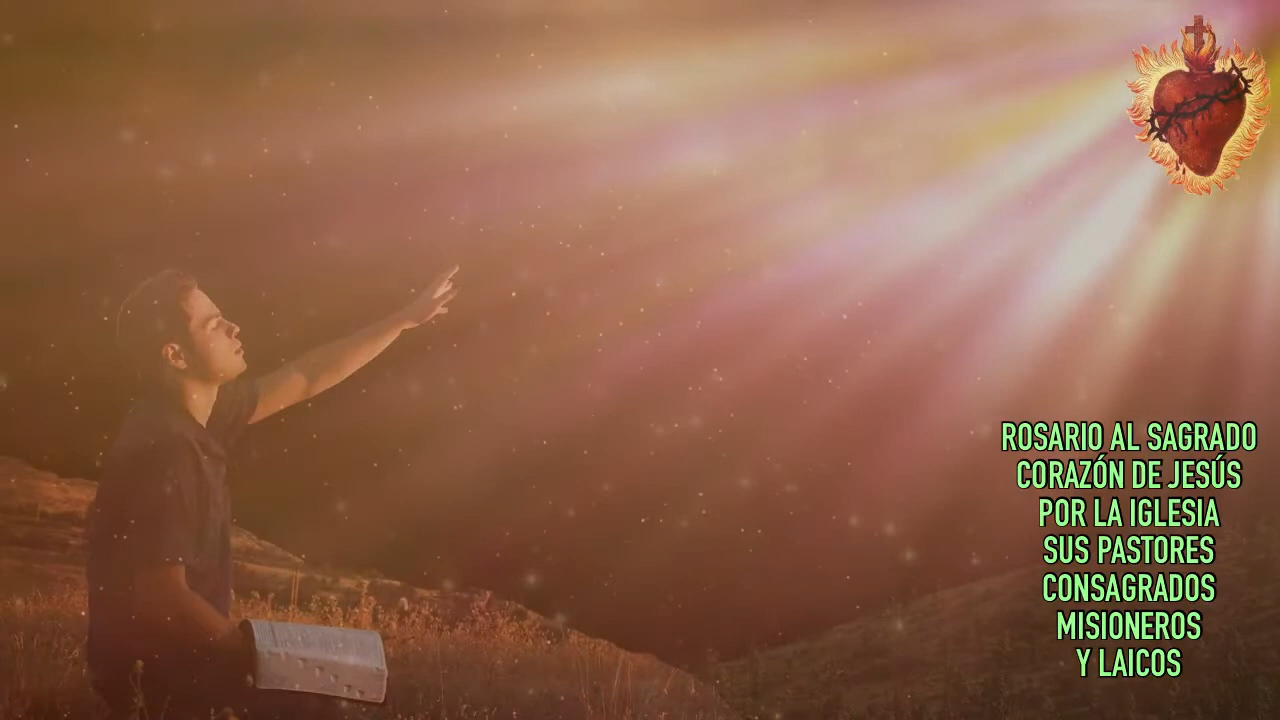 ROSARIO AL SAGRADO
CORAZÓN DE JESÚS
POR LA IGLESIA
SUS PASTORES
CONSAGRADOS
MISIONEROS
Y LAICOS